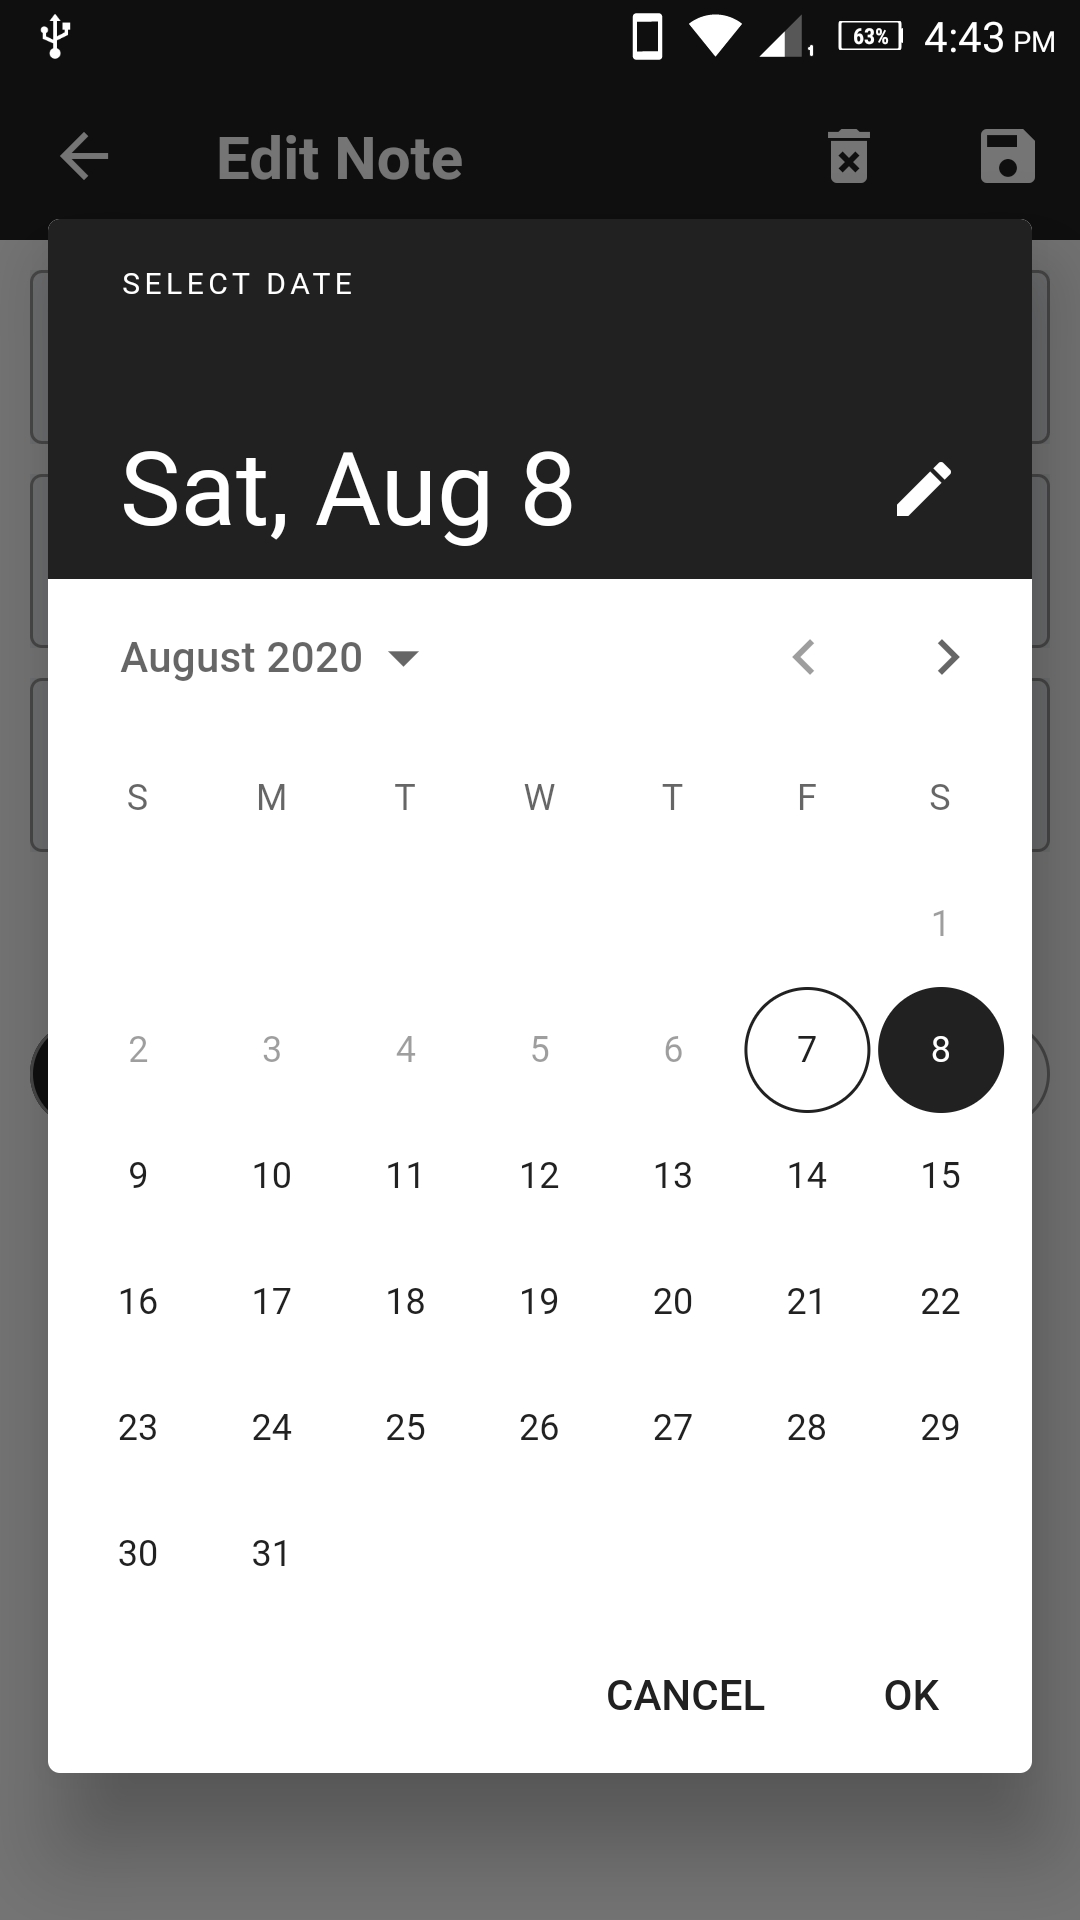 63% 4:43 PM
Edit Note
SELECT DATE
Sat, Aug 8
August 2020
S M T W T F S
1
2 3 4 5 6 7 8
9 10 11 12 13 14 15
16 17 18 19 20 21 22
23 24 25 26 27 28 29
30 31
CANCEL OK